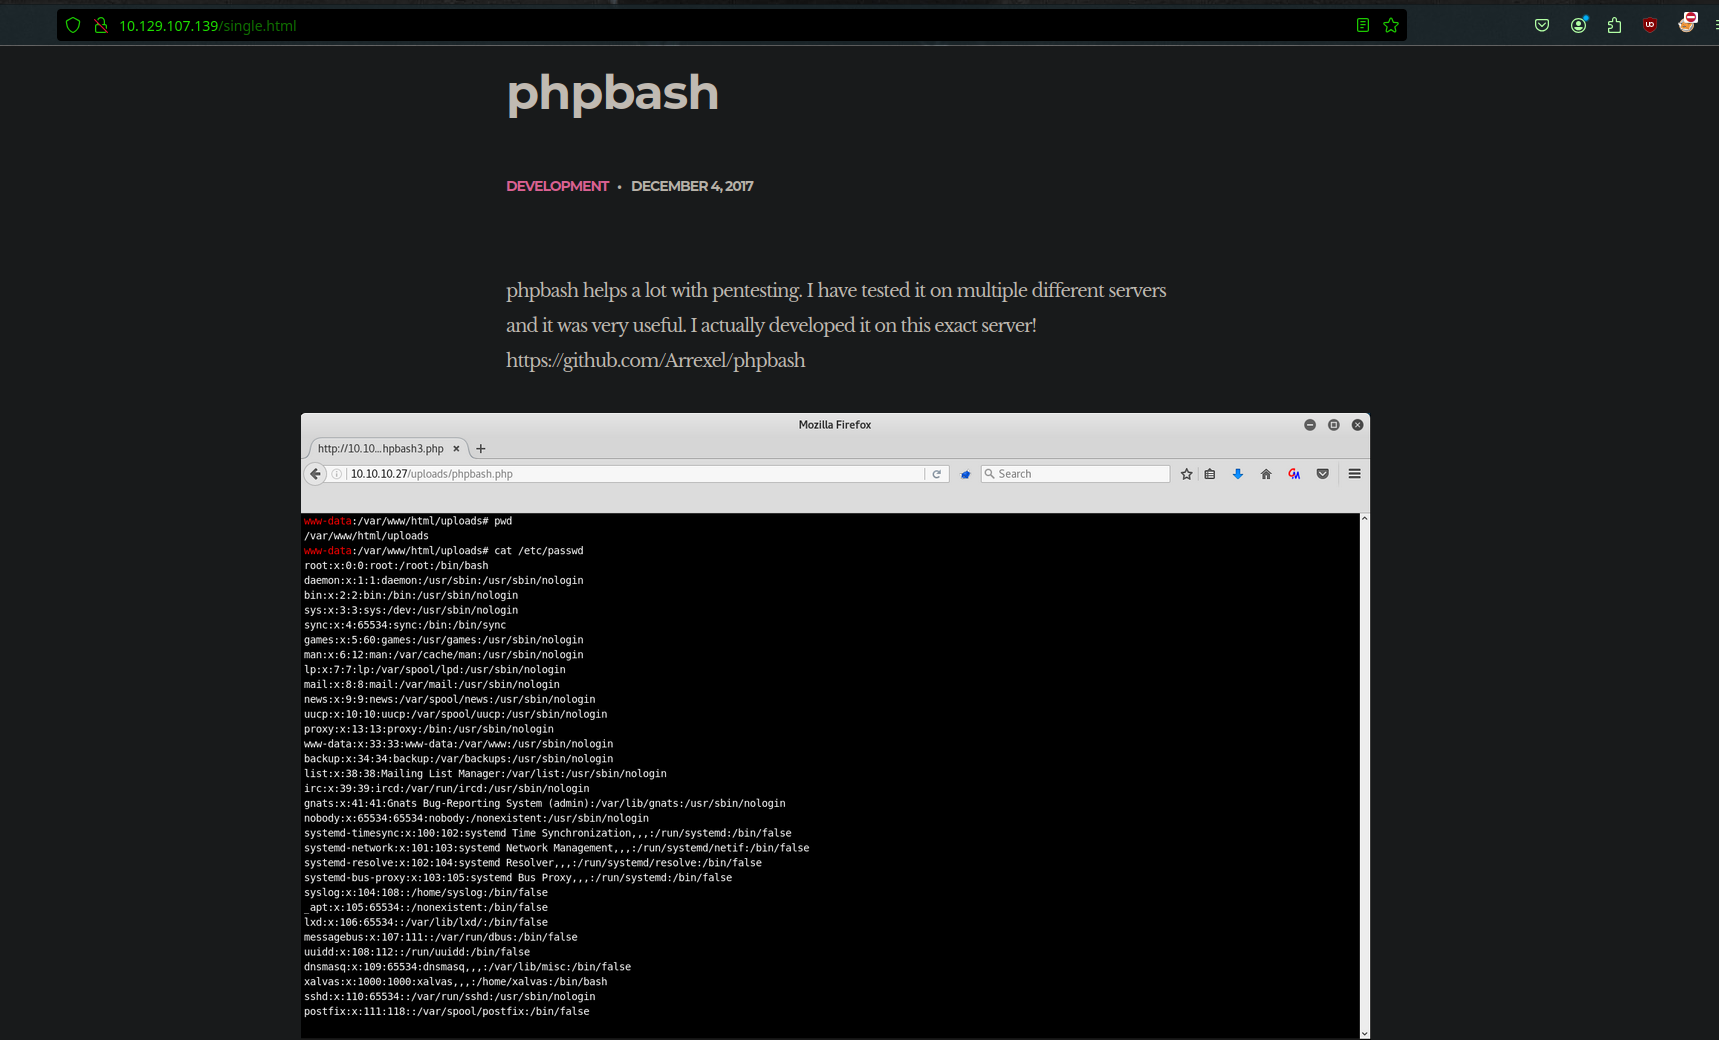 10.129.107.139/single.html
phpbash
DEVELOPMENT • DECEMBER 4, 2017
phpbash helps a lot with pentesting. I have tested it on multiple different servers
and it was very useful. I actually developed it on this exact server!
https://github.com/Arrexel/phpbash
Mozilla Firefox
http://10.10...hpbash3.php
10.10.10.27/uploads/phpbash.php
Search
www-data:/var/www/html/uploads# pwd
/var/www/html/uploads
www-data:/var/www/html/uploads# cat /etc/passwd
root:x:0:0:root:/root:/bin/bash
daemon:x:1:1:daemon:/usr/sbin:/usr/sbin/nologin
bin:x:2:2:bin:/bin:/usr/sbin/nologin
sys:x:3:3:sys:/dev:/usr/sbin/nologin
sync:x:4:65534:sync:/bin:/bin/sync
games:x:5:60:games:/usr/games:/usr/sbin/nologin
man:x:6:12:man:/var/cache/man:/usr/sbin/nologin
lp:x:7:7:lp:/var/spool/lpd:/usr/sbin/nologin
mail:x:8:8:mail:/var/mail:/usr/sbin/nologin
news:x:9:9:news:/var/spool/news:/usr/sbin/nologin
uucp:x:10:10:uucp:/var/spool/uucp:/usr/sbin/nologin
proxy:x:13:13:proxy:/bin:/usr/sbin/nologin
www-data:x:33:33:www-data:/var/www:/usr/sbin/nologin
backup:x:34:34:backup:/var/backups:/usr/sbin/nologin
list:x:38:38:Mailing List Manager:/var/list:/usr/sbin/nologin
irc:x:39:39:ircd:/var/run/ircd:/usr/sbin/nologin
gnats:x:41:41:Gnats Bug-Reporting System (admin):/var/lib/gnats:/usr/sbin/nologin
nobody:x:65534:65534:nobody:/nonexistent:/usr/sbin/nologin
systemd-timesync:x:100:102:systemd Time Synchronization,,,:/run/systemd:/bin/false
systemd-network:x:101:103:systemd Network Management,,,:/run/systemd/netif:/bin/false
systemd-resolve:x:102:104:systemd Resolver,,,:/run/systemd/resolve:/bin/false
systemd-bus-proxy:x:103:105:systemd Bus Proxy,,,:/run/systemd:/bin/false
syslog:x:104:108::/home/syslog:/bin/false
_apt:x:105:65534::/nonexistent:/bin/false
lxd:x:106:65534::/var/lib/lxd/:/bin/false
messagebus:x:107:111::/var/run/dbus:/bin/false
uuidd:x:108:112::/run/uuidd:/bin/false
dnsmasq:x:109:65534:dnsmasq,,,:/var/lib/misc:/bin/false
xalvas:x:1000:1000:xalvas,,,:/home/xalvas:/bin/bash
sshd:x:110:65534::/var/run/sshd:/usr/sbin/nologin
postfix:x:111:118::/var/spool/postfix:/bin/false